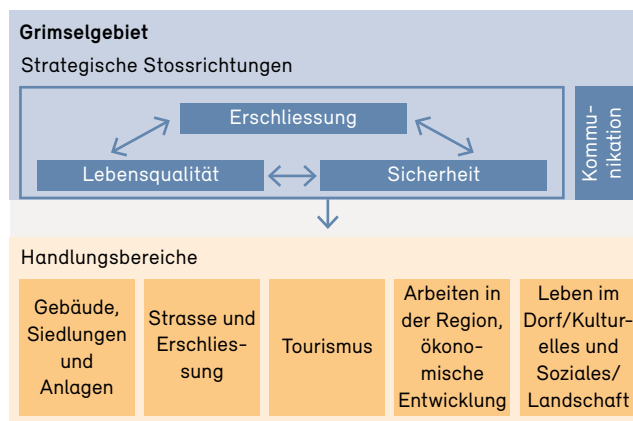 Grimselgebiet
Strategische Stossrichtungen
Erschliessung
Lebensqualität
Sicherheit
Kommu-
nikation
Handlungsbereiche
Gebäude,
Siedlungen
und
Anlagen
Strasse und
Erschlies-
sung
Tourismus
Arbeiten in
der Region,
ökono-
mische
Entwicklung
Leben im
Dorf/Kultur-
elles und
Soziales/
Landschaft